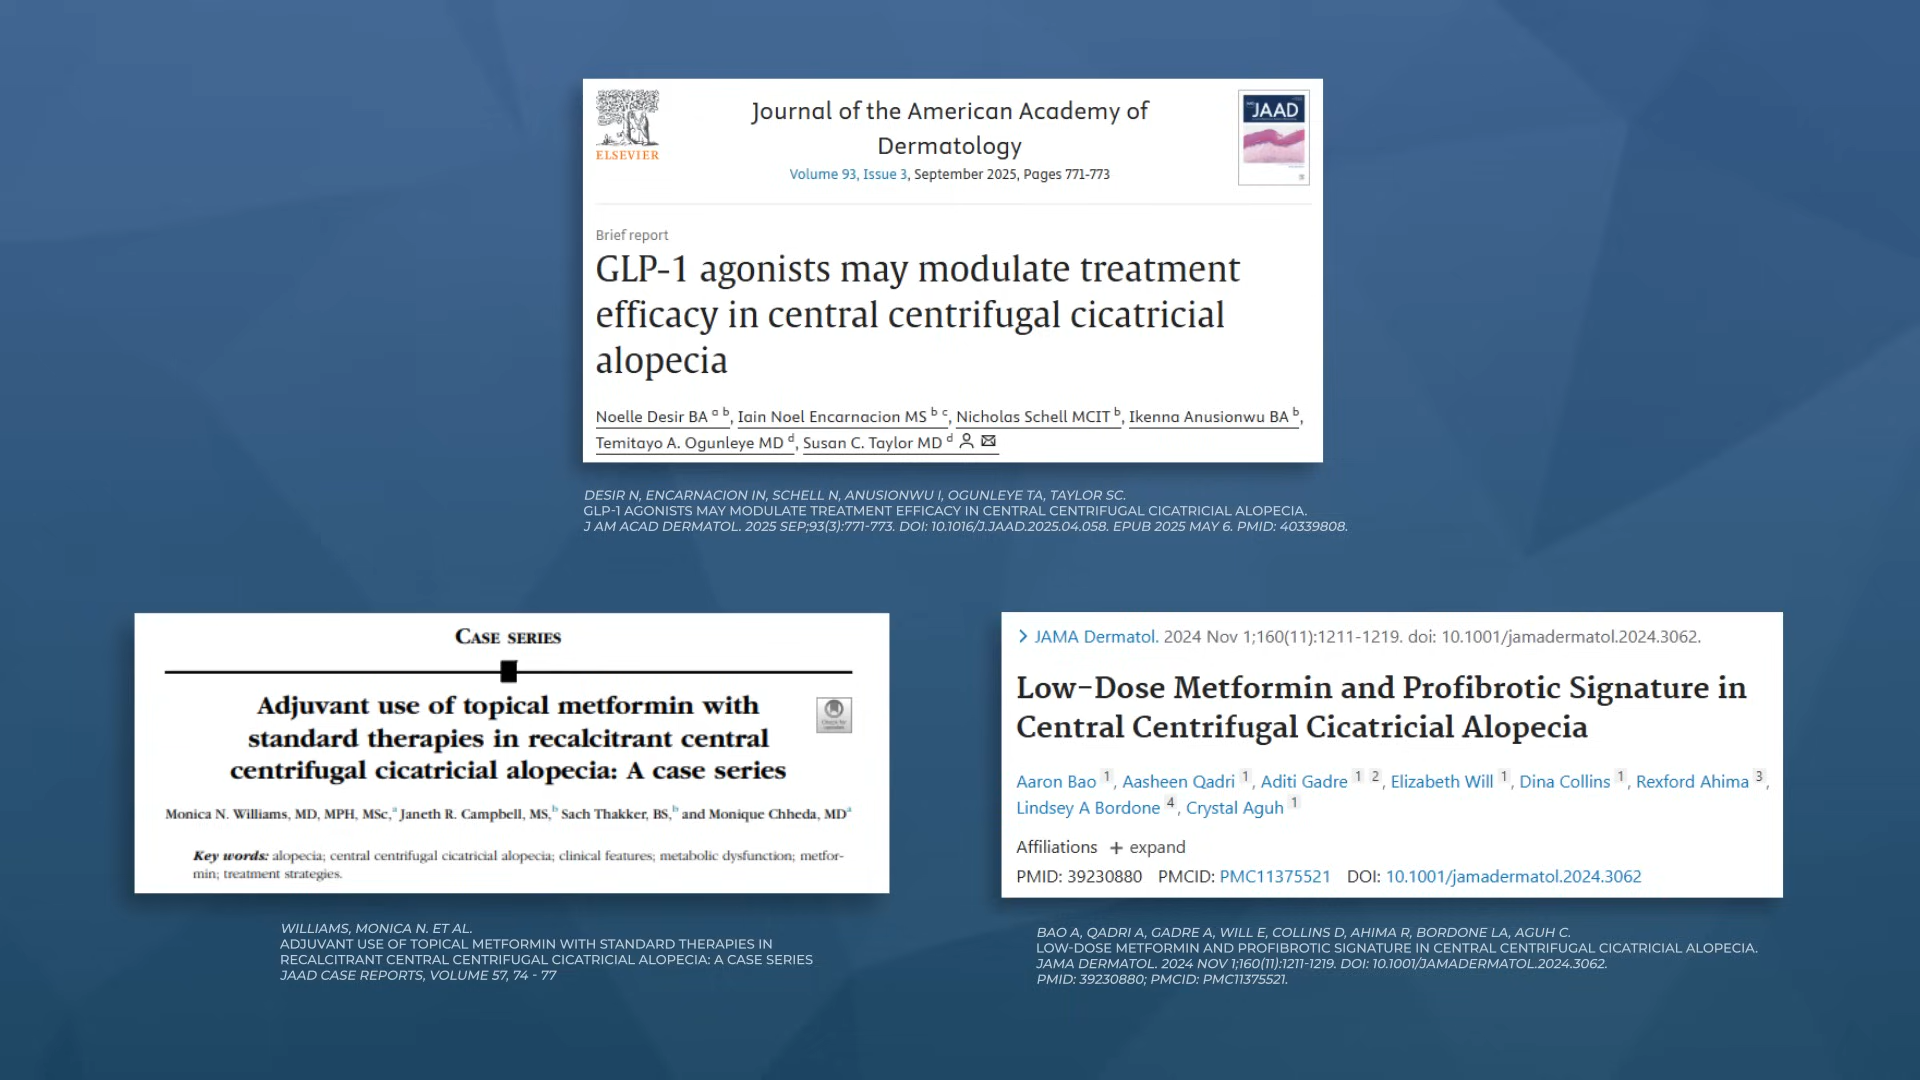 ELSEVIER
Journal of the American Academy of
Dermatology
Volume 93, Issue 3, September 2025, Pages 771-773
JAAD
Brief report
GLP-1 agonists may modulate treatment
efficacy in central centrifugal cicatricial
alopecia
Noelle Desir BA a b, Iain Noel Encarnacion MS b c, Nicholas Schell MCIT b, Ikenna Anusionwu BA b,
Temitayo A. Ogunleye MD d, Susan C. Taylor MD d
DESIR N, ENCARNACION IN, SCHELL N, ANUSIONWU I, OGUNLEYE TA, TAYLOR SC.
GLP-1 AGONISTS MAY MODULATE TREATMENT EFFICACY IN CENTRAL CENTRIFUGAL CICATRICIAL ALOPECIA.
J AM ACAD DERMATOL. 2025 SEP;93(3):771-773. DOI: 10.1016/J.JAAD.2025.04.058. EPUB 2025 MAY 6. PMID: 40339808.
CASE SERIES
Adjuvant use of topical metformin with
standard therapies in recalcitrant central
centrifugal cicatricial alopecia: A case series
Monica N. Williams, MD, MPH, MSc,a Janeth R. Campbell, MS,b Sach Thakker, BS,b and Monique Chheda, MDa
Key words: alopecia; central centrifugal cicatricial alopecia; clinical features; metabolic dysfunction; metfor-
min; treatment strategies.
WILLIAMS, MONICA N. ET AL.
ADJUVANT USE OF TOPICAL METFORMIN WITH STANDARD THERAPIES IN
RECALCITRANT CENTRAL CENTRIFUGAL CICATRICIAL ALOPECIA: A CASE SERIES
JAAD CASE REPORTS, VOLUME 57, 74 - 77
JAMA Dermatol. 2024 Nov 1;160(11):1211-1219. doi: 10.1001/jamadermatol.2024.3062.
Low-Dose Metformin and Profibrotic Signature in
Central Centrifugal Cicatricial Alopecia
Aaron Bao 1, Aasheen Qadri 1, Aditi Gadre 1 2, Elizabeth Will 1, Dina Collins 1, Rexford Ahima 3,
Lindsey A Bordone 4, Crystal Aguh 1
Affiliations + expand
PMID: 39230880 PMCID: PMC11375521 DOI: 10.1001/jamadermatol.2024.3062
BAO A, QADRI A, GADRE A, WILL E, COLLINS D, AHIMA R, BORDONE LA, AGUH C.
LOW-DOSE METFORMIN AND PROFIBROTIC SIGNATURE IN CENTRAL CENTRIFUGAL CICATRICIAL ALOPECIA.
JAMA DERMATOL. 2024 NOV 1;160(11):1211-1219. DOI: 10.1001/JAMADERMATOL.2024.3062.
PMID: 39230880; PMCID: PMC11375521.